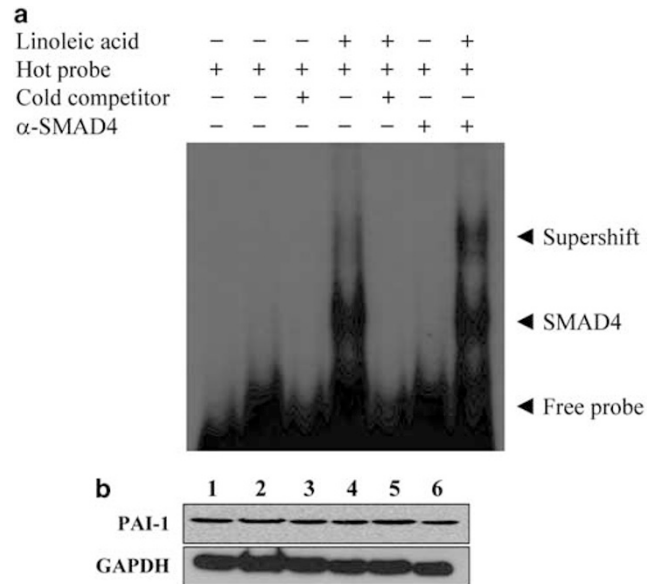 a
Linoleic acid − − − + + − +
Hot probe + + + + + + +
Cold competitor − − + − + − −
α-SMAD4 − − − − − + +
Supershift
SMAD4
Free probe
b 1 2 3 4 5 6
PAI-1
GAPDH